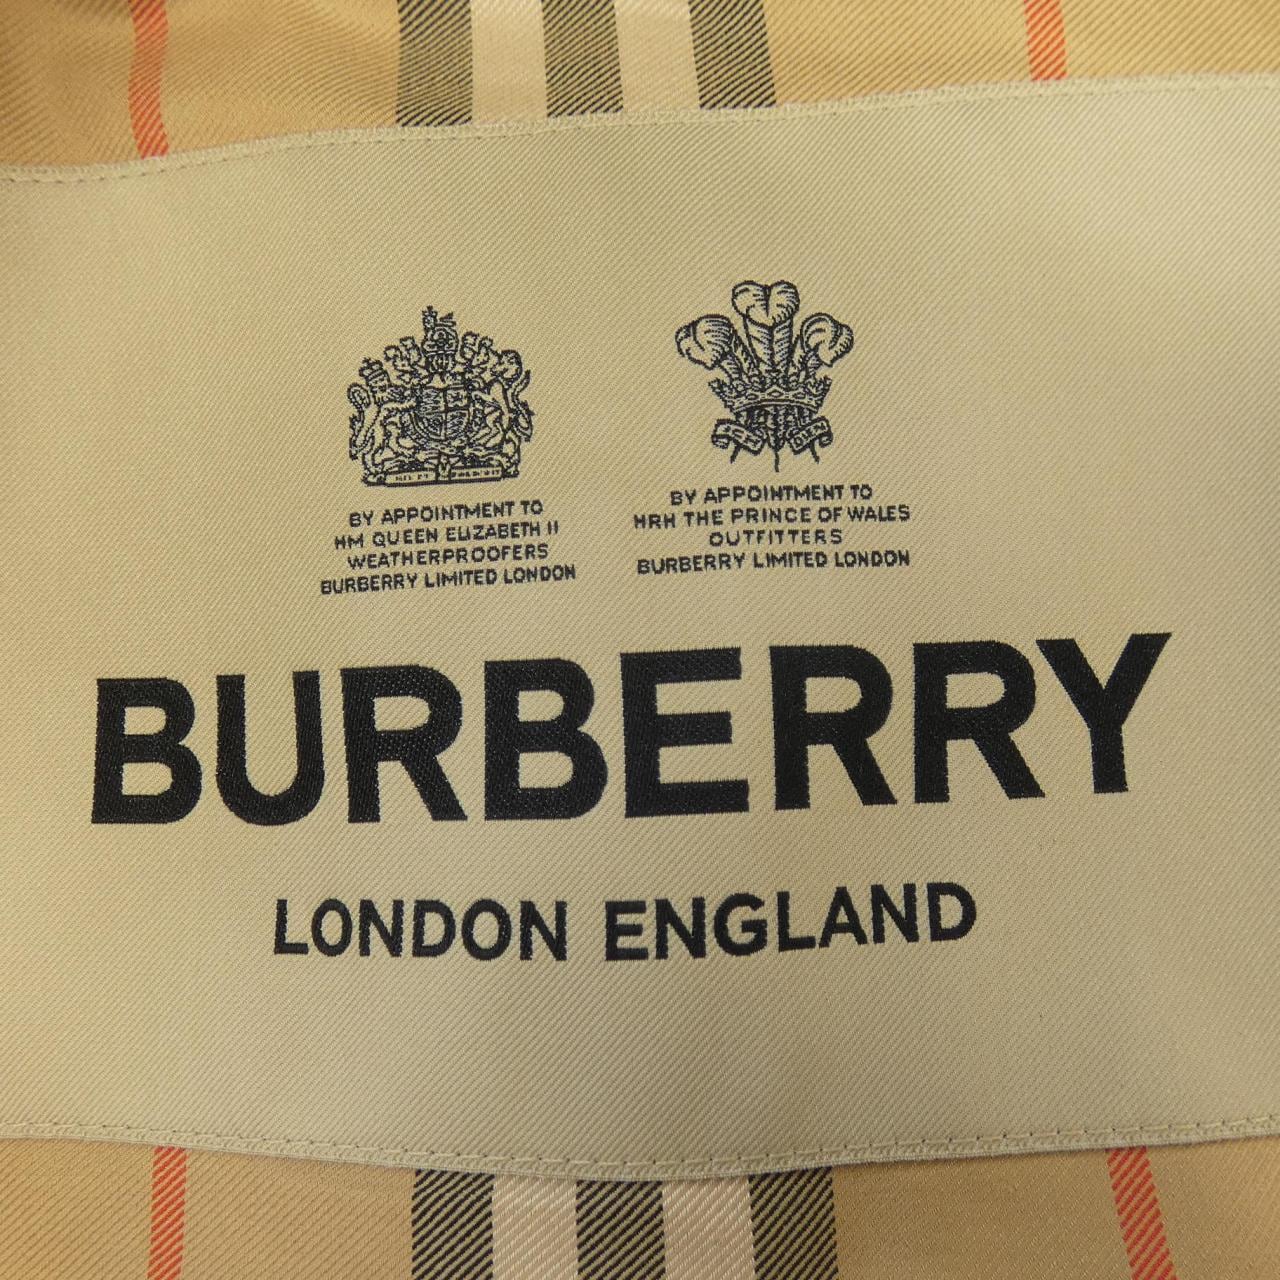 BY APPOINTMENT TO
HM QUEEN ELIZABETH II
WEATHERPROOFERS
BURBERRY LIMITED LONDON
BY APPOINTMENT TO
HRH THE PRINCE OF WALES
OUTFITTERS
BURBERRY LIMITED LONDON
BURBERRY
LONDON ENGLAND